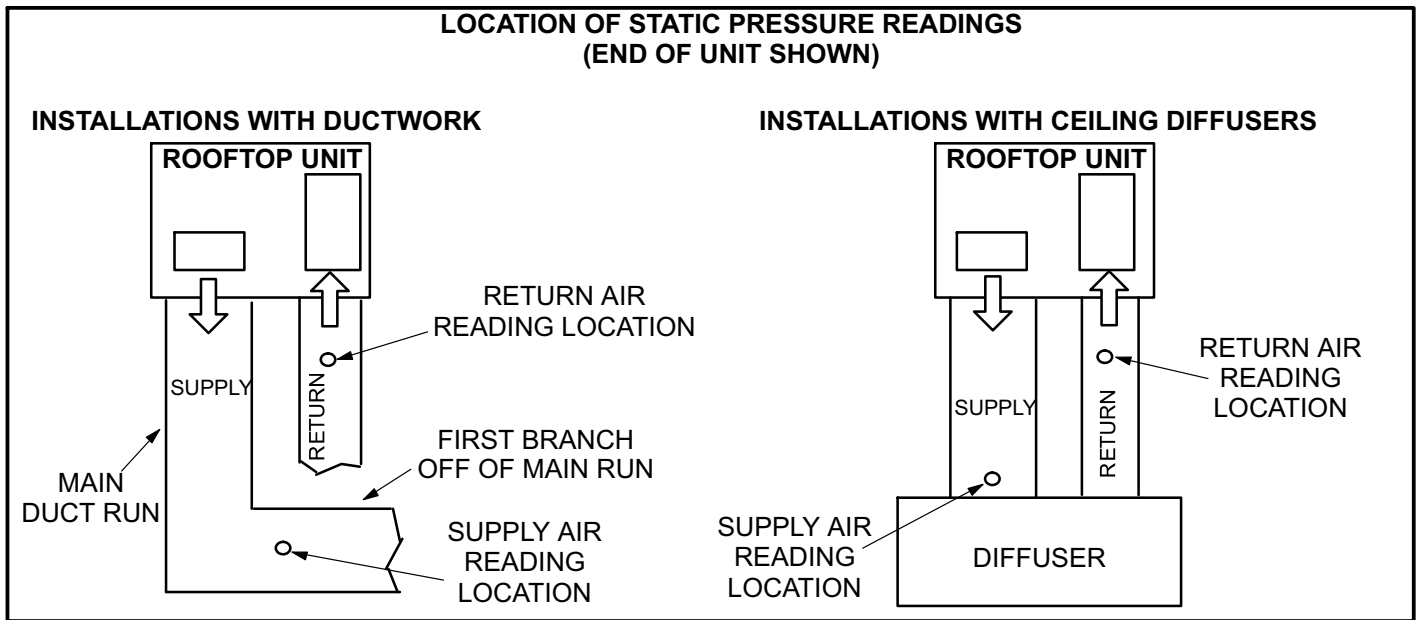 LOCATION OF STATIC PRESSURE READINGS
(END OF UNIT SHOWN)
INSTALLATIONS WITH DUCTWORK
ROOFTOP UNIT
RETURN AIR
READING LOCATION
SUPPLY
RETURN
FIRST BRANCH
OFF OF MAIN RUN
MAIN
DUCT RUN
SUPPLY AIR
READING
LOCATION
INSTALLATIONS WITH CEILING DIFFUSERS
ROOFTOP UNIT
RETURN AIR
READING
LOCATION
SUPPLY
RETURN
SUPPLY AIR
READING
LOCATION
DIFFUSER